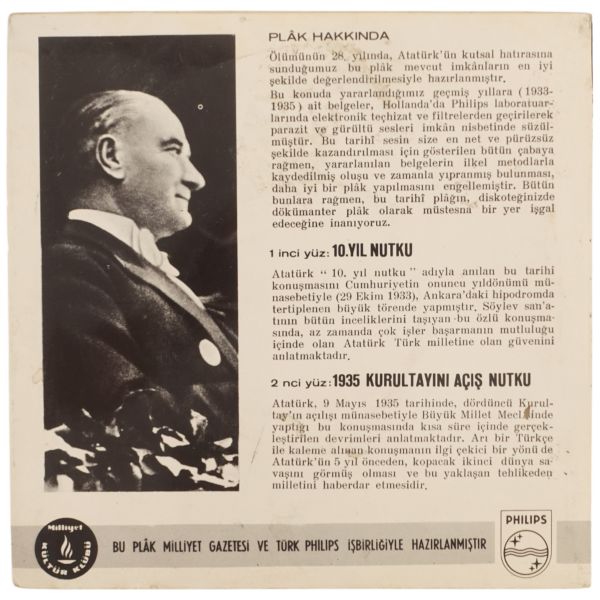 PLÂK HAKKINDA
Ölümünün 28. yılında, Atatürk'ün kutsal hatırasına
sunduğumuz bu plâk mevcut imkânların en iyi
şekilde değerlendirilmesiyle hazırlanmıştır.
Bu konuda yararlandığımız geçmiş yıllara (1933-
1935) ait belgeler, Hollanda'da Philips laboratuar-
larında elektronik teçhizat ve filtrelerden geçirilerek
parazit ve gürültü sesleri imkân nisbetinde süzül-
müştür. Bu tarihî sesin size en net ve pürüzsüz
şekilde kazandırılması için gösterilen bütün çabaya
rağmen, yararlanılan belgelerin ilkel metodlarla
kaydedilmiş oluşu ve zamanla yıpranmış bulunması,
daha iyi bir plâk yapılmasını engellemiştir. Bütün
bunlara rağmen, bu tarihî plâğın, diskoteğinizde
dökümanter plâk olarak müstesna bir yer işgal
edeceğine inanıyoruz.
1 inci yüz: 10.YIL NUTKU
Atatürk "10. yıl nutku" adıyla anılan bu tarihi
konuşmasını Cumhuriyetin onuncu yıldönümü mü-
nasebetiyle (29 Ekim 1933), Ankara'daki hipodromda
tertiplenen büyük törende yapmıştır. Söylev san'a-
tının bütün inceliklerini taşıyan bu özlü konuşma-
sında, az zamanda çok işler başarmanın mutluluğu
içinde olan Atatürk Türk milletine olan güvenini
anlatmaktadır.
2 nci yüz: 1935 KURULTAYINI AÇIŞ NUTKU
Atatürk, 9 Mayıs 1935 tarihinde, dördüncü Kurul-
tay'ın açılışı münasebetiyle Büyük Millet Meclisinde
yaptığı bu konuşmasında kısa süre içinde gerçek-
leştirilen devrimleri anlatmaktadır. Arı bir Türkçe
ile kaleme alınan konuşmanın ilgi çekici bir yönü de
Atatürk'ün 5 yıl önceden, kopacak ikinci dünya sa-
vaşını görmüş olması ve bu yaklaşan tehlikeden
milletini haberdar etmesidir.
Milliyet
KÜLTÜR KLÜBÜ
BU PLÂK MİLLİYET GAZETESİ VE TÜRK PHILIPS İŞBİRLİĞİYLE HAZIRLANMIŞTIR
PHILIPS